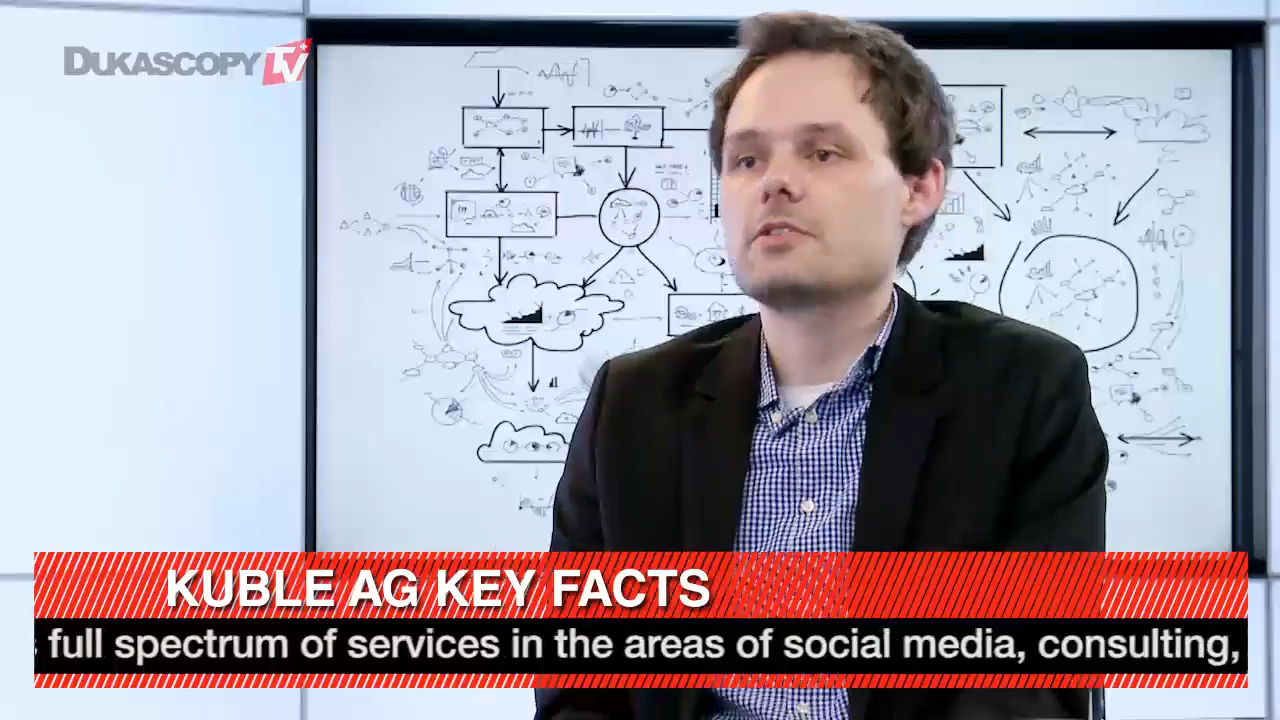 DUKASCOPY TV
KUBLE AG KEY FACTS
full spectrum of services in the areas of social media, consulting,